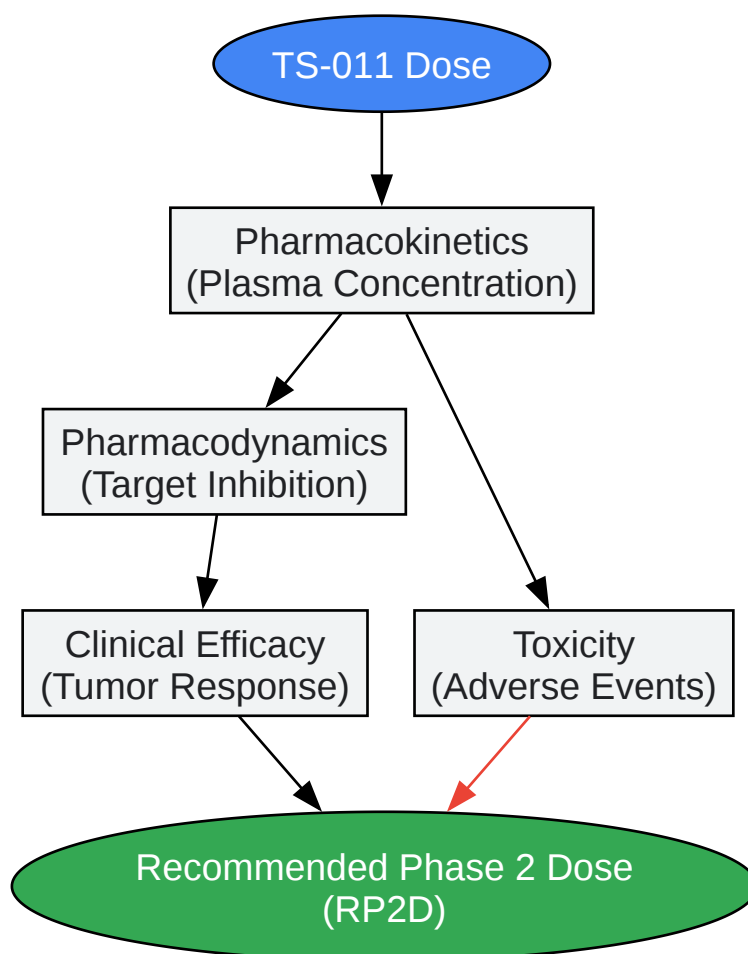 TS-011 Dose
Pharmacokinetics
(Plasma Concentration)
Pharmacodynamics
(Target Inhibition)
Clinical Efficacy
(Tumor Response)
Toxicity
(Adverse Events)
Recommended Phase 2 Dose
(RP2D)